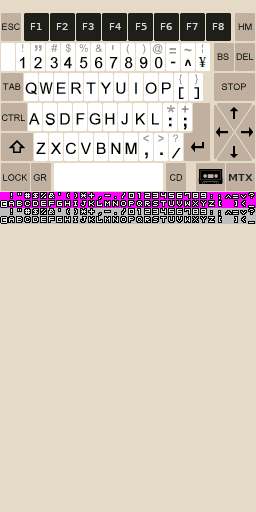 ESC F1 F2 F3 F4 F5 F6 F7 F8 HM
! " # $ % & ' ( ) @ = ~ ¦
1 2 3 4 5 6 7 8 9 0 - ^ ¥ BS DEL
{ }
TAB Q W E R T Y U I O P [ ] STOP
* +
CTRL A S D F G H J K L : ;
< > ?
Z X C V B N M , . /
LOCK GR CD MTX
!"#$%&'()*+,-./0123456789:;<=>?
@ABCDEFGHIJKLMNOPQRSTUVWXYZ[ ]^_
!"#$%&'()*+,-./0123456789:;<=>?
@ABCDEFGHIJKLMNOPQRSTUVWXYZ[ ]^_